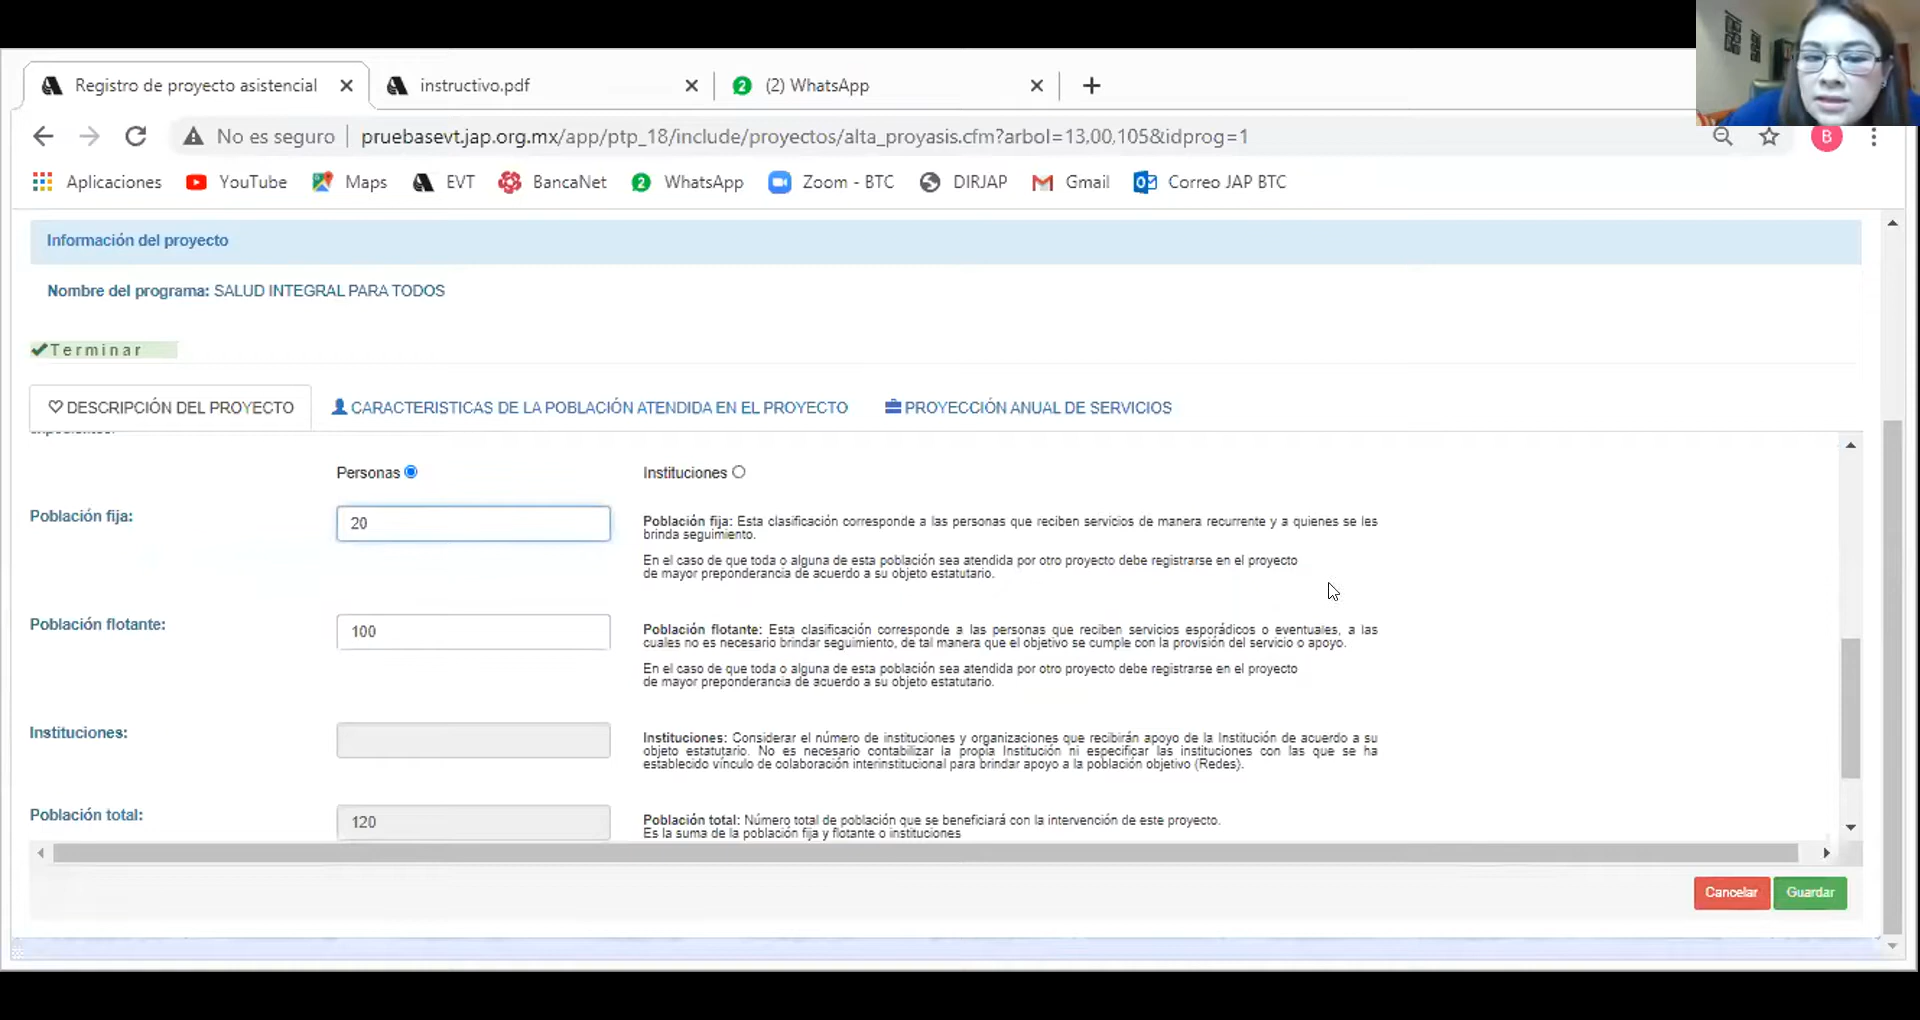 Registro de proyecto asistencial
instructivo.pdf
2 (2) WhatsApp
No es seguro pruebasevt.jap.org.mx/app/ptp_18/include/proyectos/alta_proyasis.cfm?arbol=13,00,105&idprog=1
B
Aplicaciones YouTube Maps EVT BancaNet 2 WhatsApp Zoom - BTC DIRJAP Gmail Correo JAP BTC
Información del proyecto
Nombre del programa: SALUD INTEGRAL PARA TODOS
Terminar
DESCRIPCIÓN DEL PROYECTO CARACTERISTICAS DE LA POBLACIÓN ATENDIDA EN EL PROYECTO PROYECCIÓN ANUAL DE SERVICIOS
Personas Instituciones
Población fija: 20
Población fija: Esta clasificación corresponde a las personas que reciben servicios de manera recurrente y a quienes se les
brinda seguimiento.
En el caso de que toda o alguna de esta población sea atendida por otro proyecto debe registrarse en el proyecto
de mayor preponderancia de acuerdo a su objeto estatutario.
Población flotante: 100
Población flotante: Esta clasificación corresponde a las personas que reciben servicios esporádicos o eventuales, a las
cuales no es necesario brindar seguimiento, de tal manera que el objetivo se cumple con la provisión del servicio o apoyo.
En el caso de que toda o alguna de esta población sea atendida por otro proyecto debe registrarse en el proyecto
de mayor preponderancia de acuerdo a su objeto estatutario.
Instituciones:
Instituciones: Considerar el número de instituciones y organizaciones que recibirán apoyo de la Institución de acuerdo a su
objeto estatutario. No es necesario contabilizar la propia Institución ni especificar las instituciones con las que se ha
establecido vínculo de colaboración interinstitucional para brindar apoyo a la población objetivo (Redes).
Población total: 120
Población total: Número total de población que se beneficiará con la intervención de este proyecto.
Es la suma de la población fija y flotante o instituciones
Cancelar Guardar